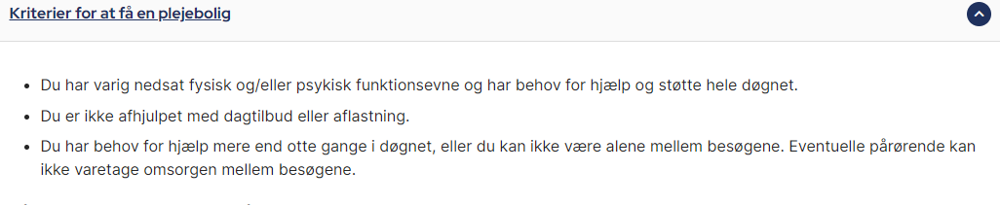 Kriterier for at få en plejebolig
Du har varig nedsat fysisk og/eller psykisk funktionsevne og har behov for hjælp og støtte hele døgnet.
Du er ikke afhjulpet med dagtilbud eller aflastning.
Du har behov for hjælp mere end otte gange i døgnet, eller du kan ikke være alene mellem besøgene. Eventuelle pårørende kan
ikke varetage omsorgen mellem besøgene.